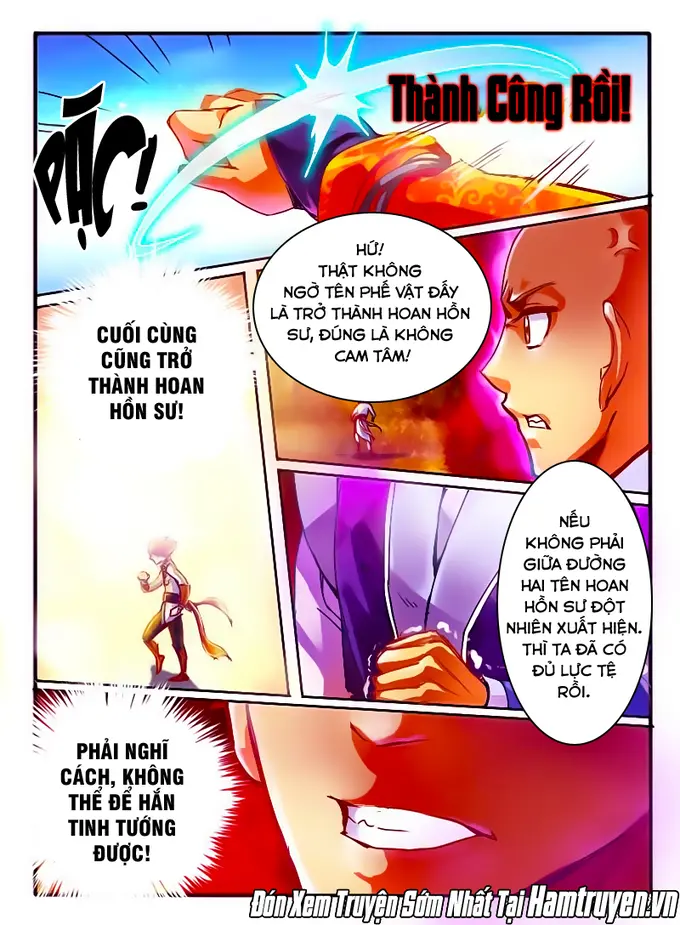 Thành Công Rồi!
PẶC!
HỨ!
THẬT KHÔNG
NGỜ TÊN PHẾ VẬT ĐẤY
LÀ TRỞ THÀNH HOAN HỒN
SƯ, ĐÚNG LÀ KHÔNG
CAM TÂM!
CUỐI CÙNG
CŨNG TRỞ
THÀNH HOAN
HỒN SƯ!
NẾU
KHÔNG PHẢI
GIỮA ĐƯỜNG
HAI TÊN HOAN
HỒN SƯ ĐỘT
NHIÊN XUẤT HIỆN.
THÌ TA ĐÃ CÓ
ĐỦ LỰC TỆ
RỒI.
PHẢI NGHĨ
CÁCH, KHÔNG
THỂ ĐỂ HẮN
TINH TƯỚNG
ĐƯỢC!
Đón Xem Truyện Sớm Nhất Tại Hamtruyen.vn